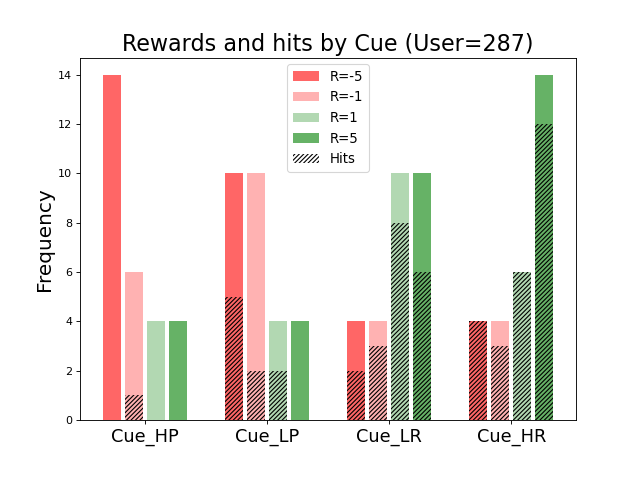 Rewards and hits by Cue (User=287)
14
12
10
8
6
4
2
0
Frequency
R=-5
R=-1
R=1
R=5
Hits
Cue_HP
Cue_LP
Cue_LR
Cue_HR